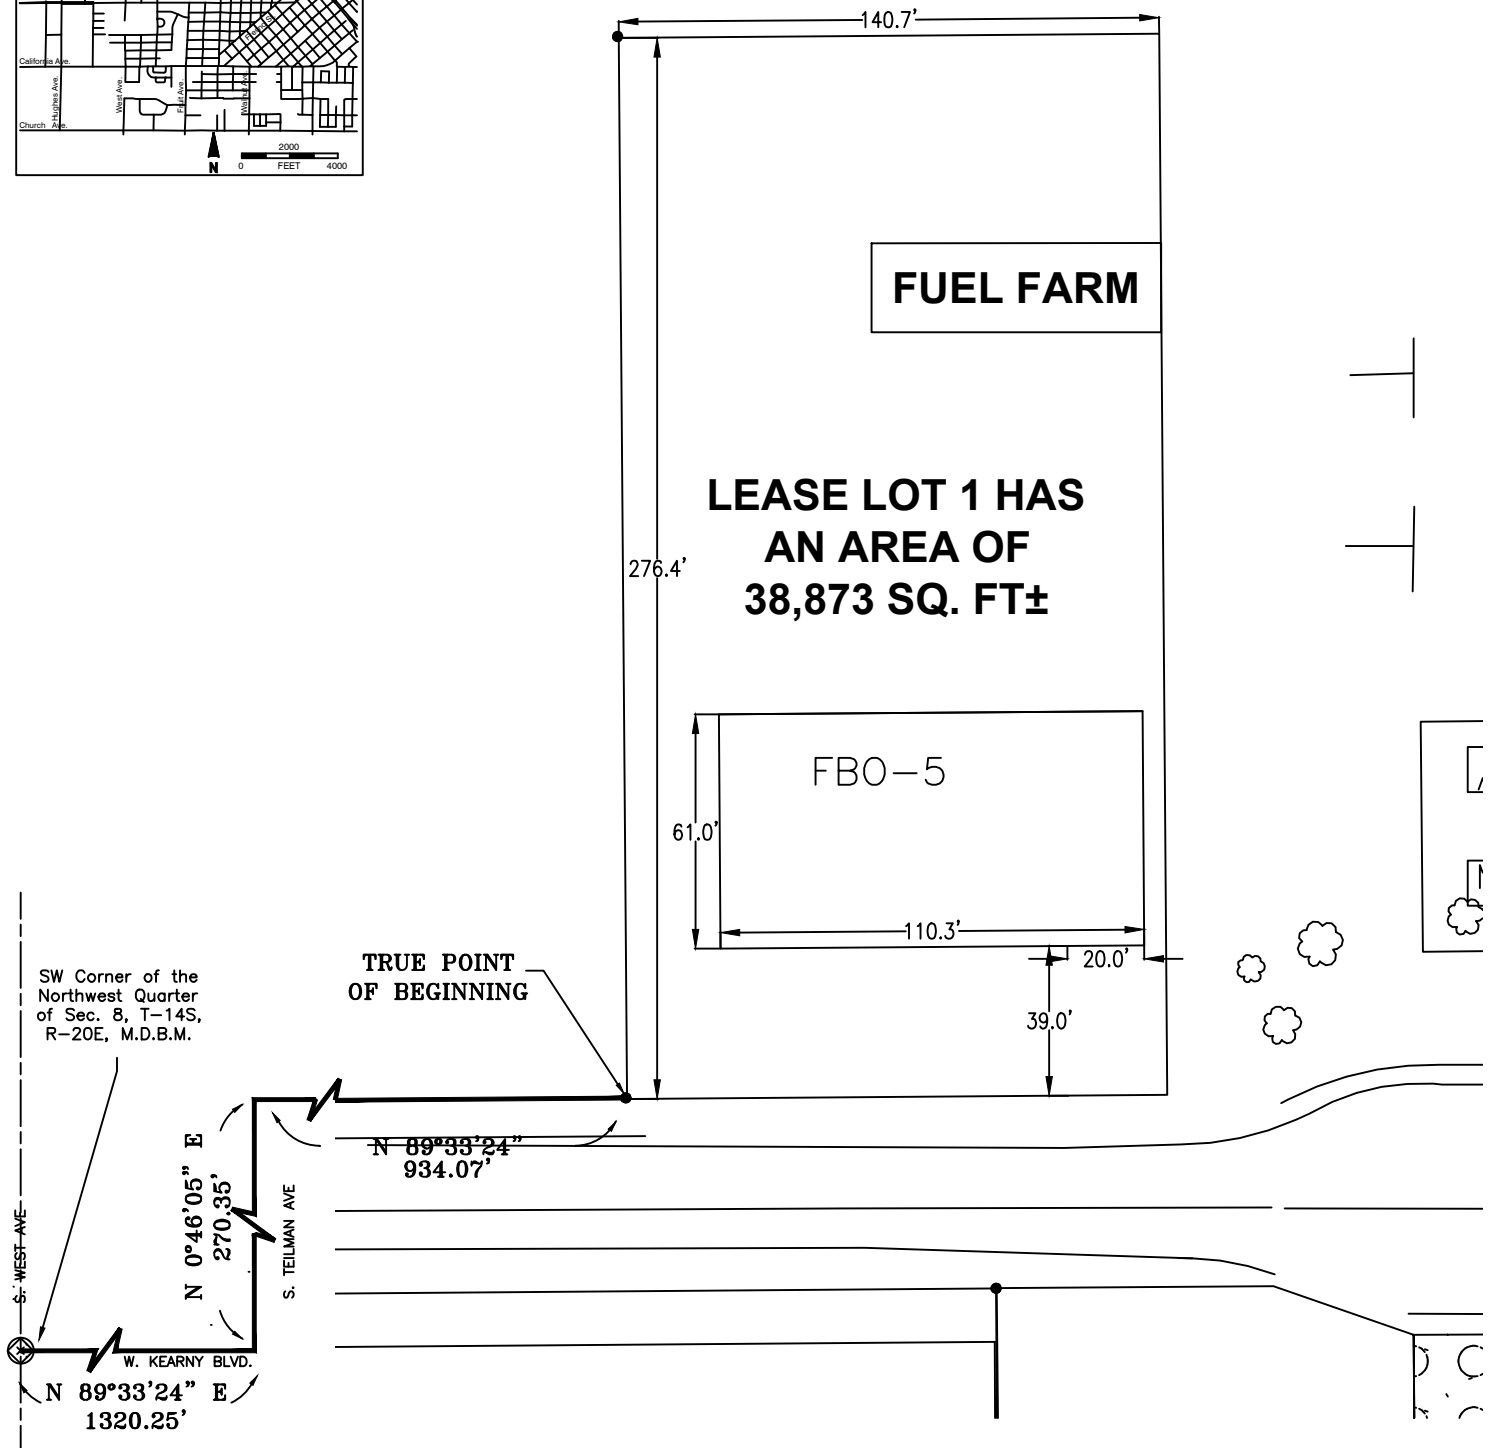 Fresno St.
California Ave.
Hughes Ave.
West Ave.
Fruit Ave.
Walnut Ave.
Church Ave.
N
2000
0 FEET 4000
140.7'
FUEL FARM
LEASE LOT 1 HAS
AN AREA OF
38,873 SQ. FT±
276.4'
FBO-5
61.0'
110.3'
20.0'
39.0'
TRUE POINT
OF BEGINNING
SW Corner of the
Northwest Quarter
of Sec. 8, T-14S,
R-20E, M.D.B.M.
N 89°33'24"
934.07'
N 0°46'05" E
270.35'
S. TEILMAN AVE
S. WEST AVE
W. KEARNY BLVD.
N 89°33'24" E
1320.25'